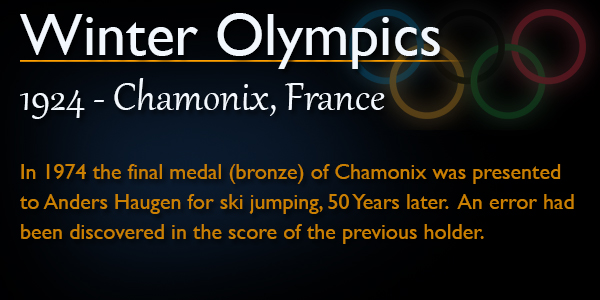 Winter Olympics
1924 - Chamonix, France
In 1974 the final medal (bronze) of Chamonix was presented
to Anders Haugen for ski jumping, 50 Years later. An error had
been discovered in the score of the previous holder.